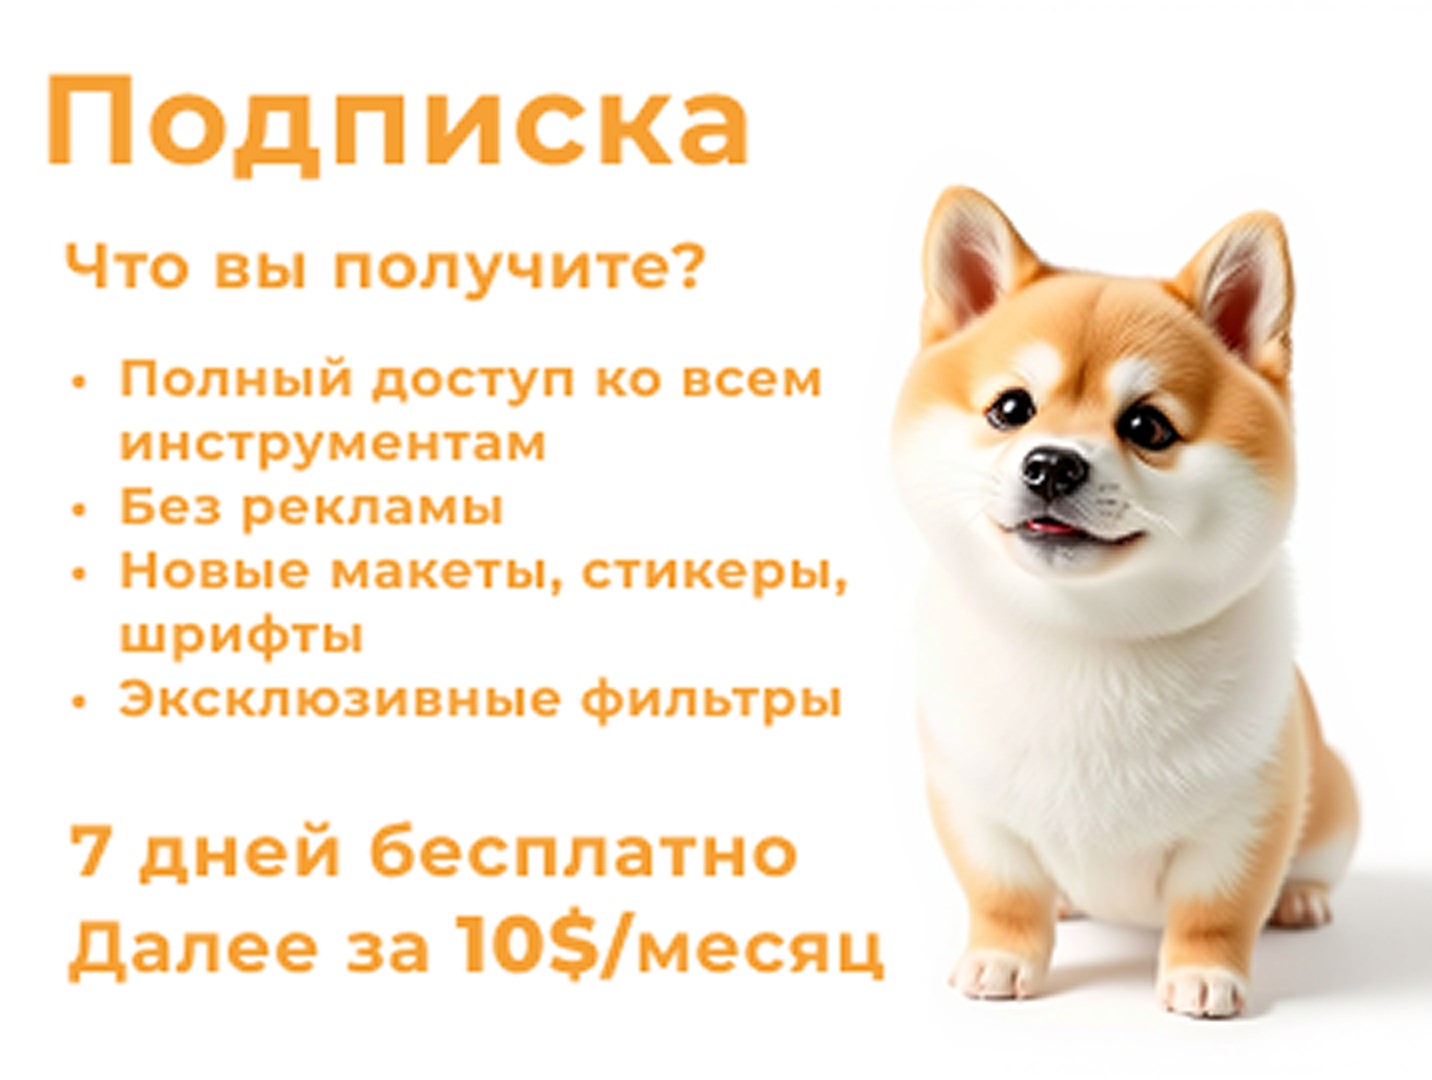 Подписка
Что вы получите?
• Полный доступ ко всем
инструментам
• Без рекламы
• Новые макеты, стикеры,
шрифты
• Эксклюзивные фильтры
7 дней бесплатно
Далее за 10$/месяц